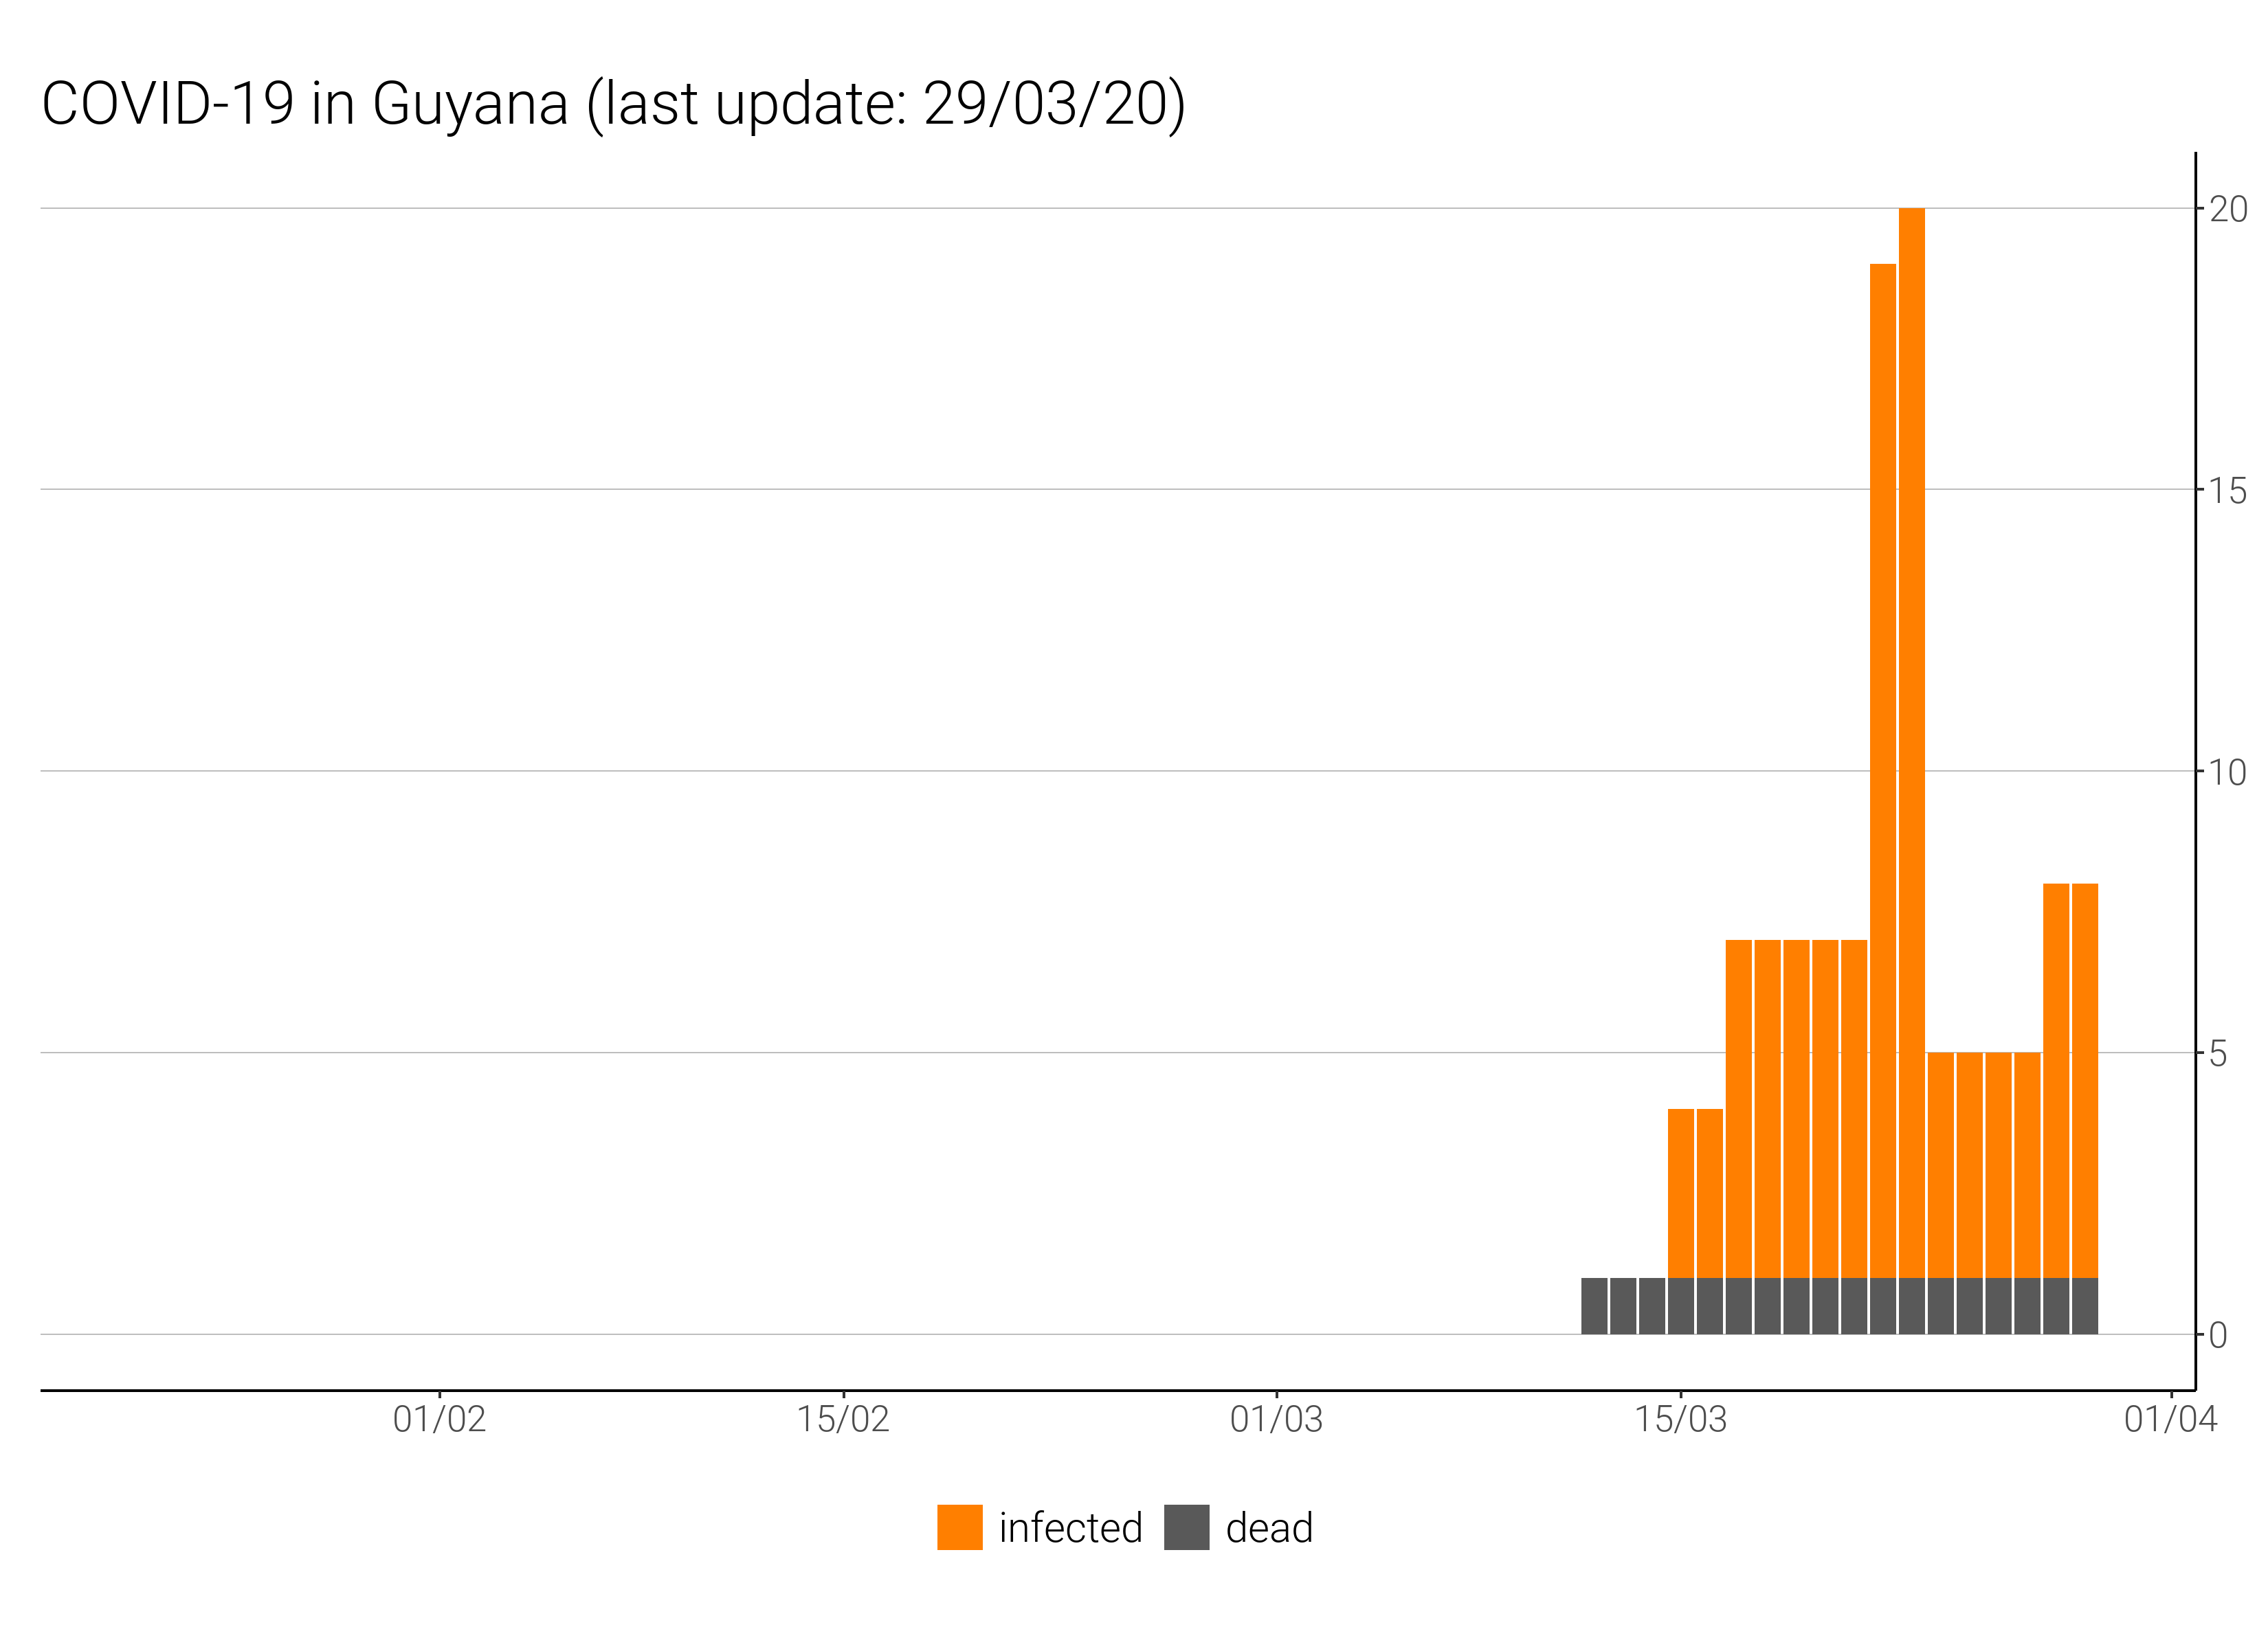 COVID-19 in Guyana (last update: 29/03/20)
20
15
10
5
0
01/02 15/02 01/03 15/03 01/04
infected dead